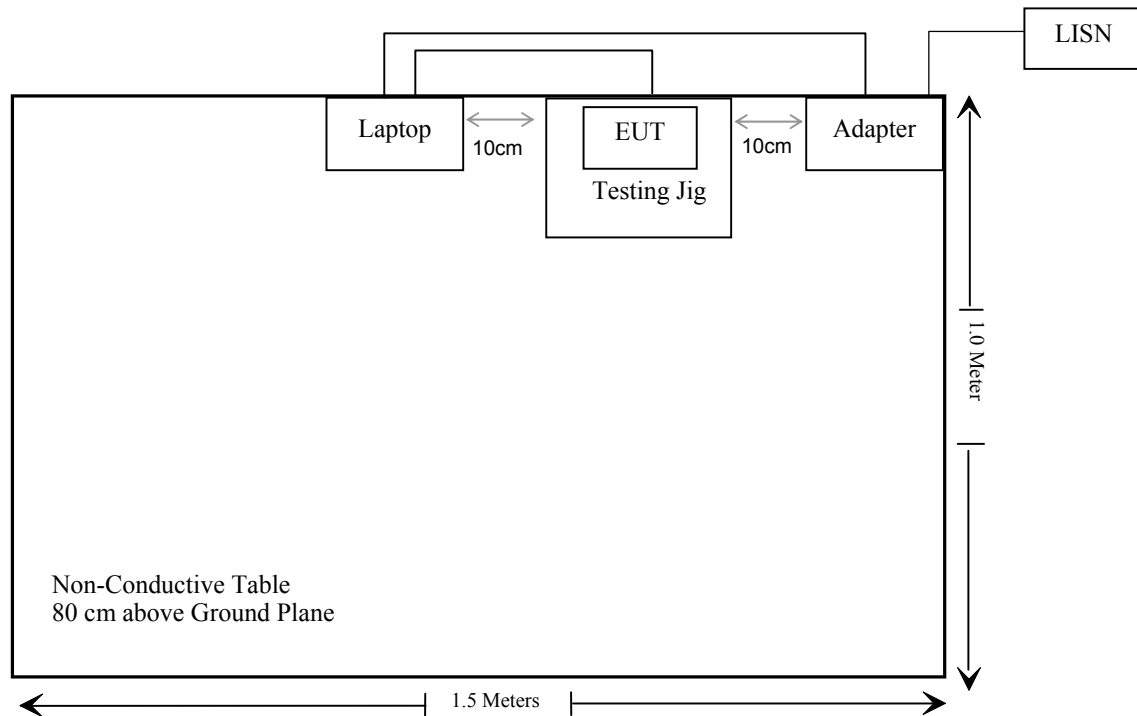 LISN
Laptop
10cm
EUT
Testing Jig
10cm
Adapter
1.0 Meter
Non-Conductive Table
80 cm above Ground Plane
1.5 Meters